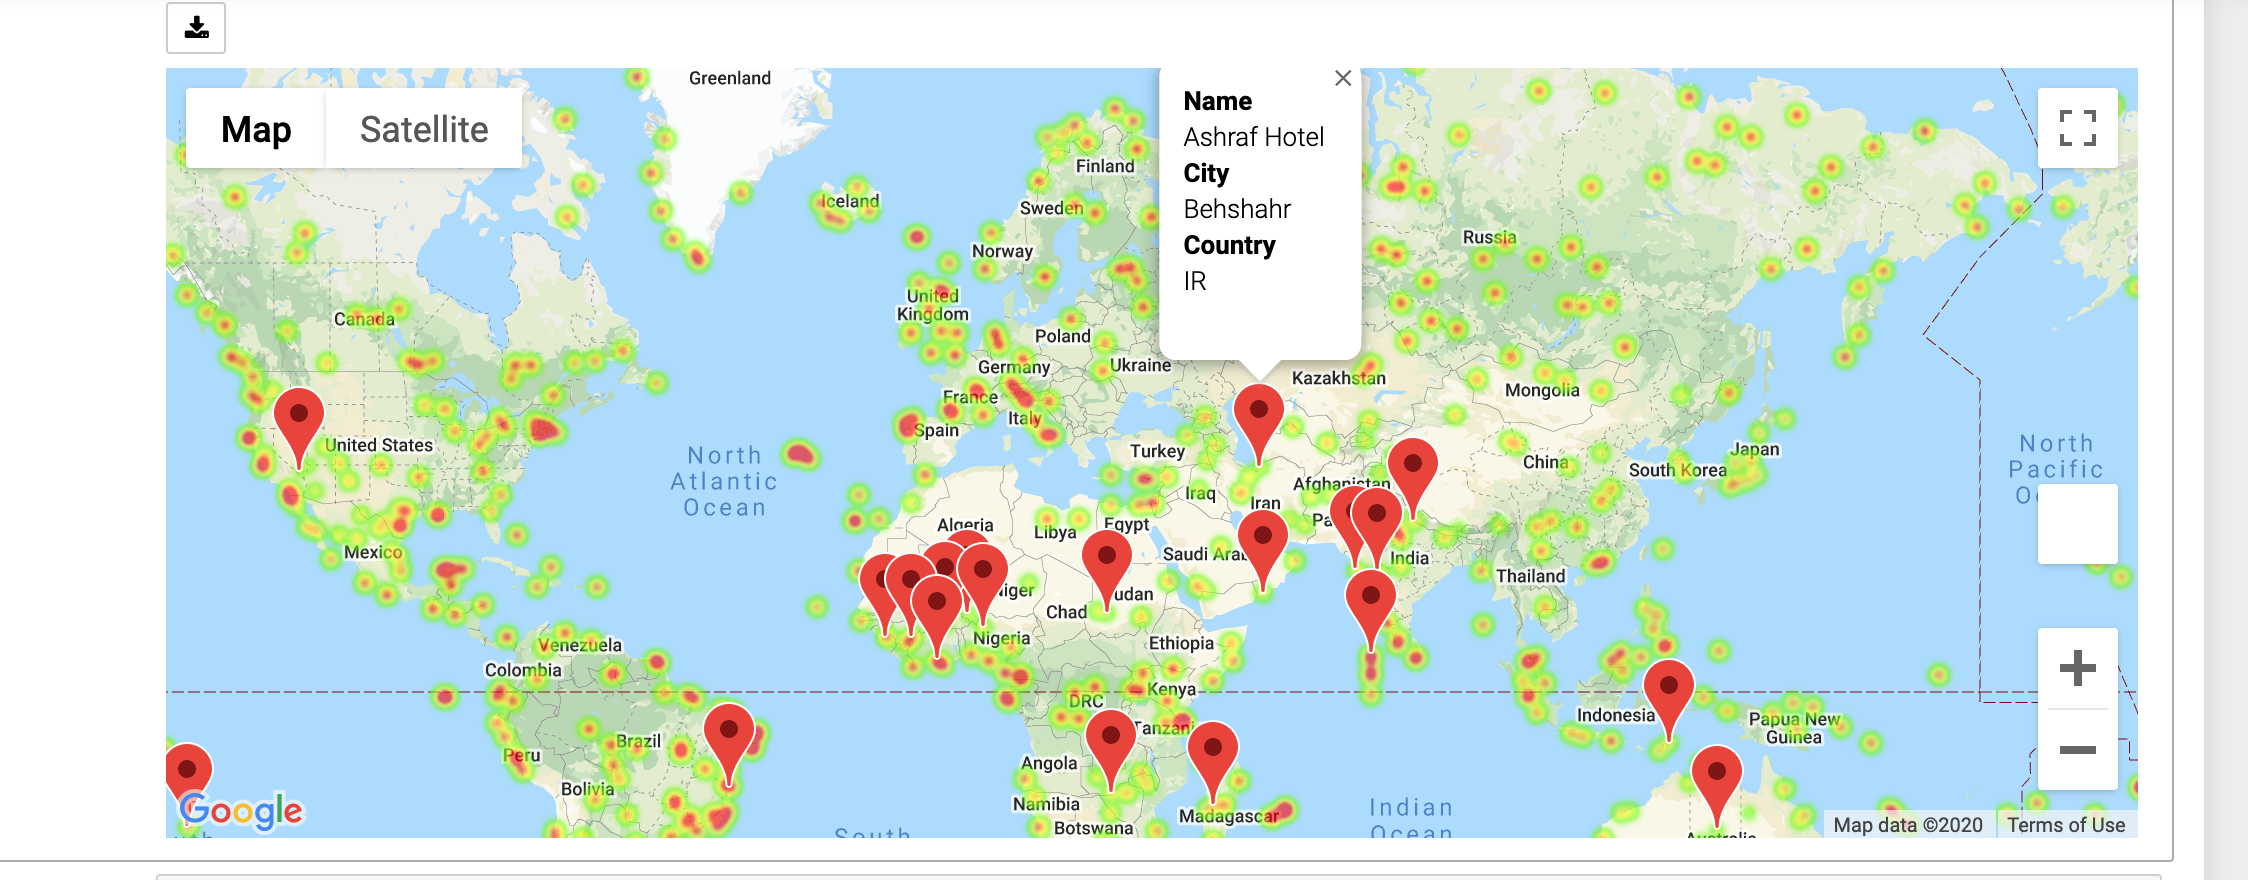 Greenland
Map
Satellite
Name
Ashraf Hotel
City
Behshahr
Country
IR
Finland
Iceland
Sweden
Norway
Russia
United
Kingdom
Canada
Poland
Germany
Ukraine
Kazakhstan
Mongolia
France
Italy
Spain
United States
Turkey
North
Atlantic
Ocean
China
Japan
South Korea
North
Pacific
Afghanistan
Iraq
Iran
Algeria
Libya
Egypt
Mexico
Saudi
India
Thailand
Chad
Nigeria
Ethiopia
Venezuela
Colombia
Kenya
DRC
Indonesia
Papua New
Guinea
Brazil
Peru
Angola
Bolivia
Namibia
Botswana
Madagascar
Indian
Ocean
South
Australia
Google
Map data ©2020
Terms of Use